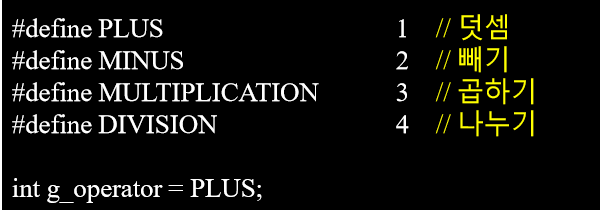 #define PLUS 1 // 덧셈
#define MINUS 2 // 빼기
#define MULTIPLICATION 3 // 곱하기
#define DIVISION 4 // 나누기
int g_operator = PLUS;